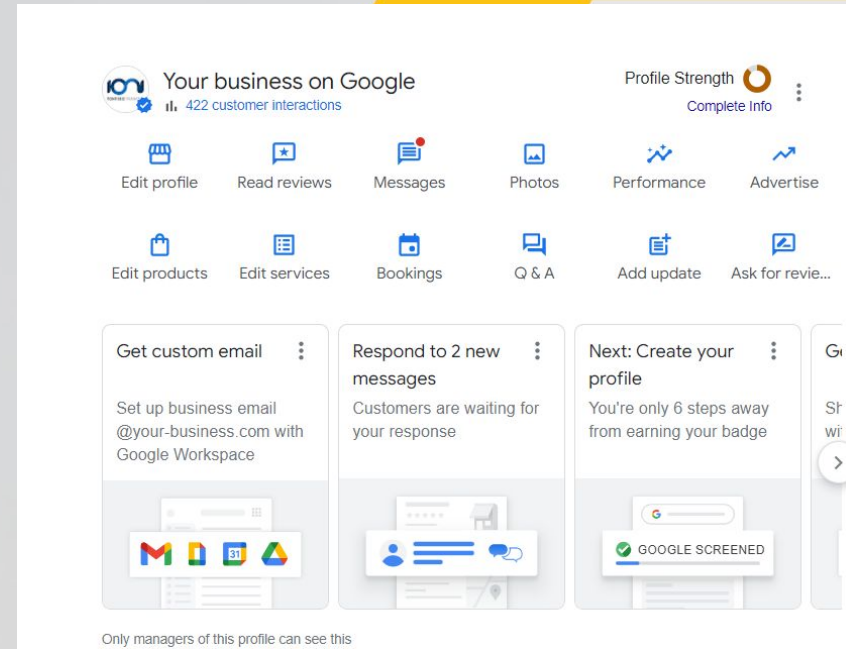 Your business on Google
422 customer interactions
Profile Strength
Complete Info
Edit profile
Read reviews
Messages
Photos
Performance
Advertise
Edit products
Edit services
Bookings
Q & A
Add update
Ask for revie...
Get custom email
Set up business email
@your-business.com with
Google Workspace
31
Respond to 2 new
messages
Customers are waiting for
your response
Next: Create your
profile
You're only 6 steps away
from earning your badge
G
GOOGLE SCREENED
Only managers of this profile can see this